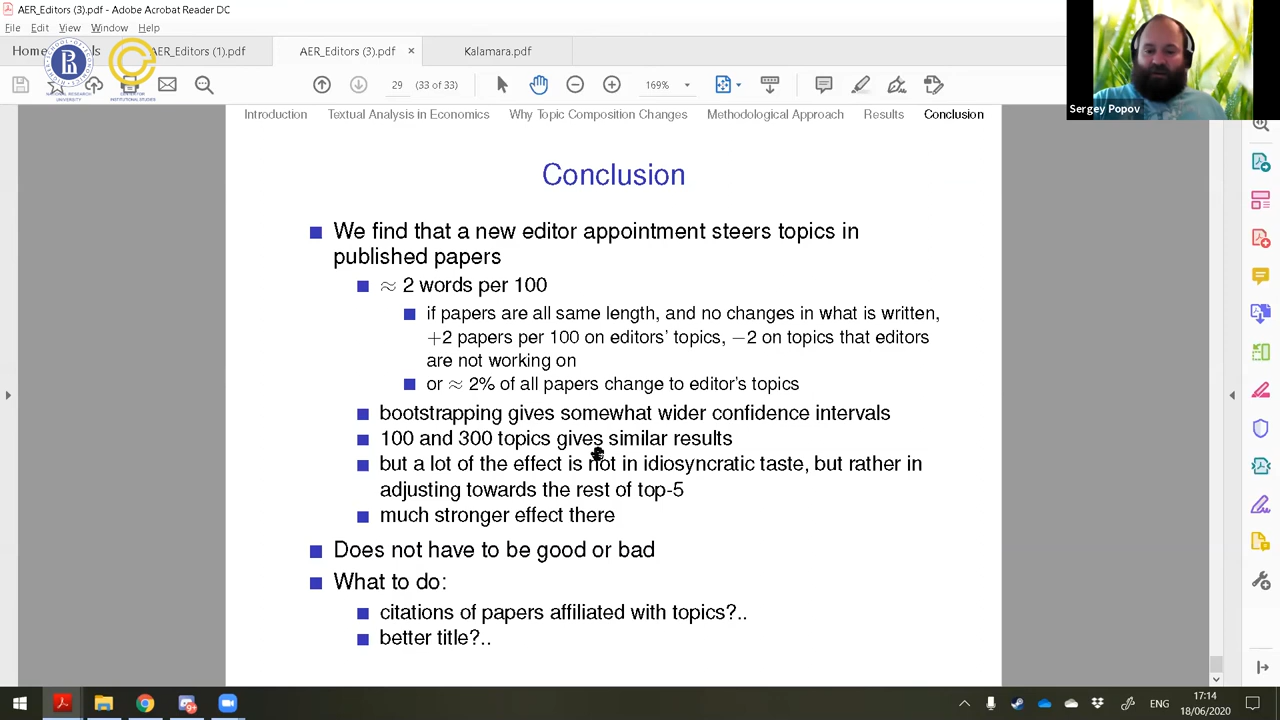 AER_Editors (3).pdf - Adobe Acrobat Reader DC
File Edit View Window Help
Home
AER_Editors (1).pdf
AER_Editors (3).pdf ×
Kalamara.pdf
29 (33 of 33)
169%
Sergey Popov
Introduction Textual Analysis in Economics Why Topic Composition Changes Methodological Approach Results Conclusion
Conclusion
We find that a new editor appointment steers topics in
published papers
≈ 2 words per 100
if papers are all same length, and no changes in what is written,
+2 papers per 100 on editors' topics, −2 on topics that editors
are not working on
or ≈ 2% of all papers change to editor's topics
bootstrapping gives somewhat wider confidence intervals
100 and 300 topics gives similar results
but a lot of the effect is not in idiosyncratic taste, but rather in
adjusting towards the rest of top-5
much stronger effect there
Does not have to be good or bad
What to do:
citations of papers affiliated with topics?..
better title?..
ENG
17:14
18/06/2020